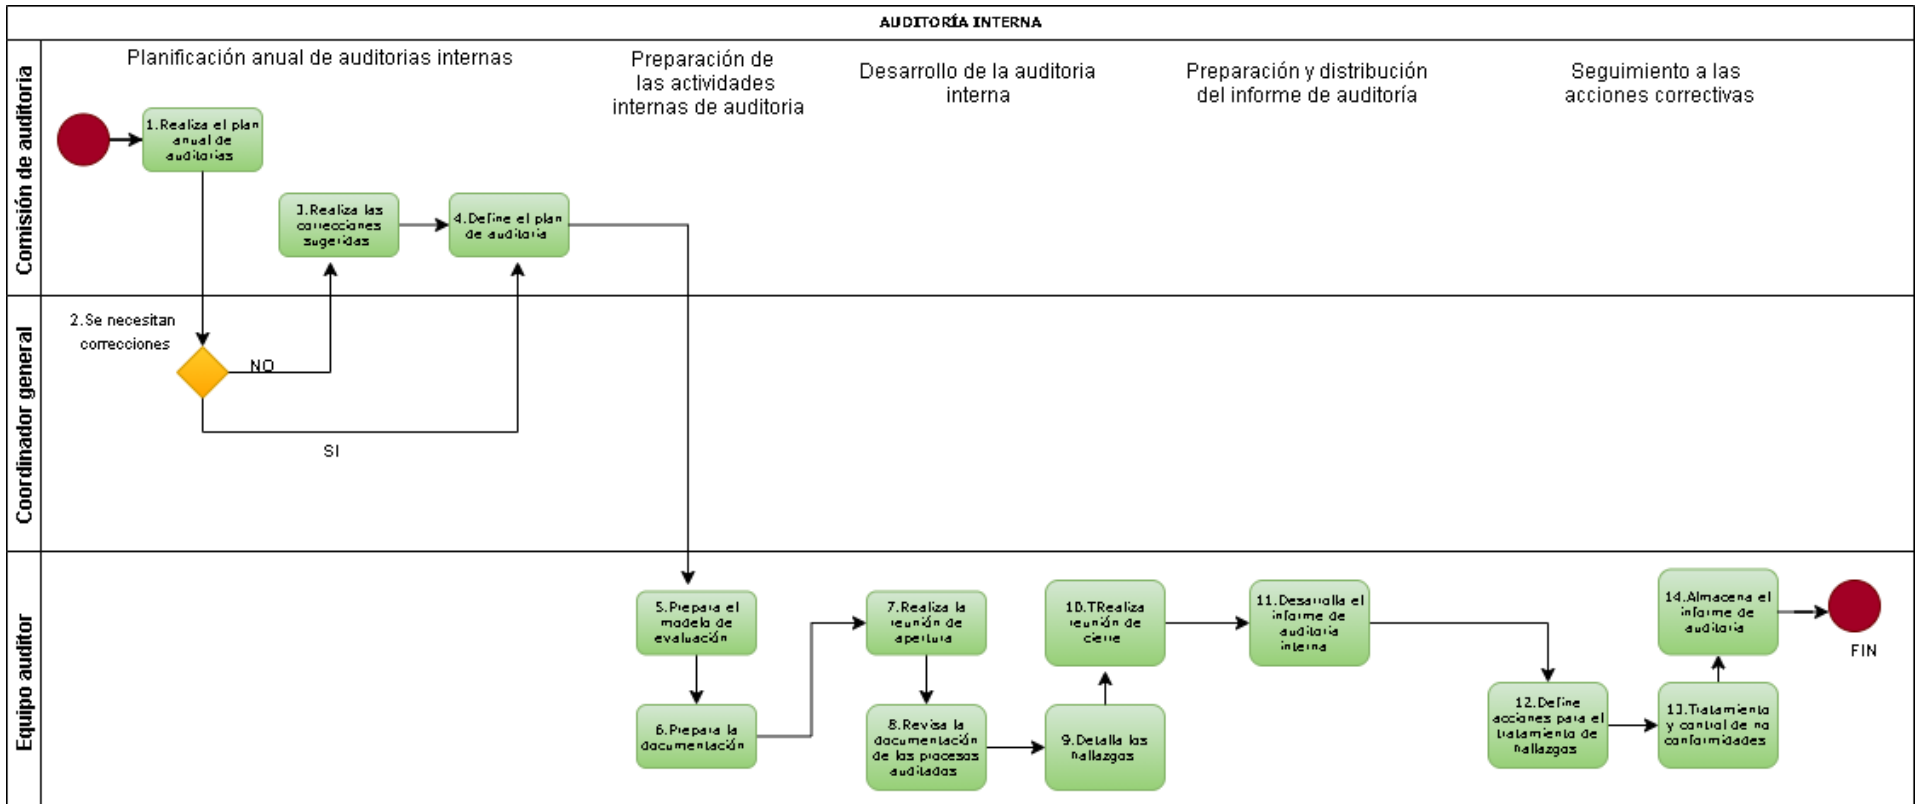 AUDITORÍA INTERNA
Comisión de auditoria
Planificación anual de auditorias internas
Preparación de
las actividades
internas de auditoria
Desarrollo de la auditoria
interna
Preparación y distribución
del informe de auditoría
Seguimiento a las
acciones correctivas
1.Realiza el plan
anual de
auditorias
3.Realiza las
correcciones
sugeridas
4.Define el plan
de auditoria
Coordinador general
2.Se necesitan
correcciones
NO
SI
Equipo auditor
5.Prepara el
modelo de
evaluación
6.Prepara la
documentación
7.Realiza la
reunión de
apertura
8.Revisa la
documentación
de los procesos
auditados
9.Detalla los
hallazgos
10.TRealiza
reunión de
cierre
11.Desarrolla el
informe de
auditoria
interna
12.Define
acciones para el
tratamiento de
hallazgos
13.Tratamiento
y control de no
conformidades
14.Almacena el
informe de
auditoria
FIN